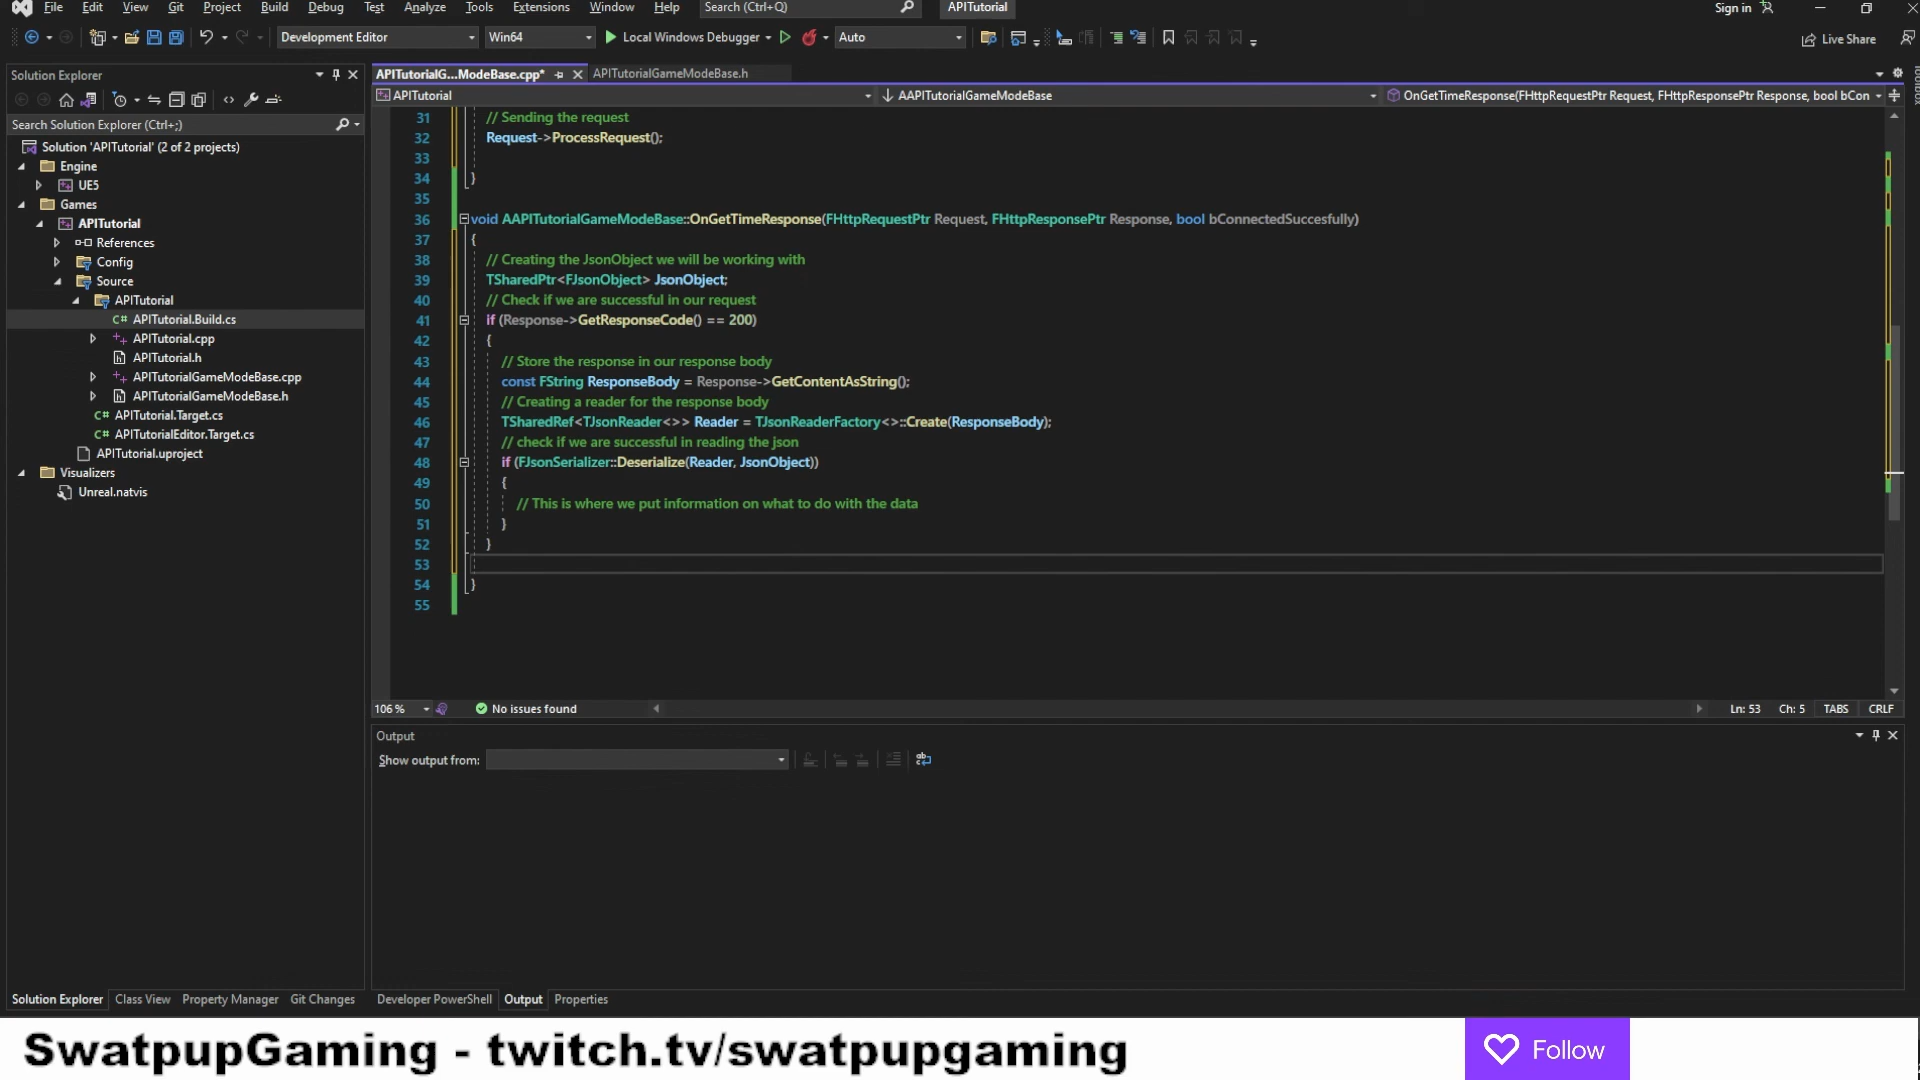 File Edit View Git Project Build Debug Test Analyze Tools Extensions Window Help Search (Ctrl+Q) APITutorial Sign in
Development Editor Win64 Local Windows Debugger Auto Live Share
Solution Explorer
Search Solution Explorer (Ctrl+;)
Solution 'APITutorial' (2 of 2 projects)
Engine
UE5
Games
APITutorial
References
Config
Source
APITutorial
C# APITutorial.Build.cs
APITutorial.cpp
APITutorial.h
APITutorialGameModeBase.cpp
APITutorialGameModeBase.h
C# APITutorial.Target.cs
C# APITutorialEditor.Target.cs
APITutorial.uproject
Visualizers
Unreal.natvis
Solution Explorer Class View Property Manager Git Changes
APITutorialG...ModeBase.cpp* APITutorialGameModeBase.h
APITutorial AAPITutorialGameModeBase OnGetTimeResponse(FHttpRequestPtr Request, FHttpResponsePtr Response, bool bCon
31 // Sending the request
32 Request->ProcessRequest();
33
34 }
35
36 void AAPITutorialGameModeBase::OnGetTimeResponse(FHttpRequestPtr Request, FHttpResponsePtr Response, bool bConnectedSuccesfully)
37 {
38 // Creating the JsonObject we will be working with
39 TSharedPtr<FJsonObject> JsonObject;
40 // Check if we are successful in our request
41 if (Response->GetResponseCode() == 200)
42 {
43 // Store the response in our response body
44 const FString ResponseBody = Response->GetContentAsString();
45 // Creating a reader for the response body
46 TSharedRef<TJsonReader<>> Reader = TJsonReaderFactory<>::Create(ResponseBody);
47 // check if we are successful in reading the json
48 if (FJsonSerializer::Deserialize(Reader, JsonObject))
49 {
50 // This is where we put information on what to do with the data
51 }
52 }
53
54 }
55
106 % No issues found Ln: 53 Ch: 5 TABS CRLF
Output
Show output from:
Developer PowerShell Output Properties
Toolbox
SwatpupGaming - twitch.tv/swatpupgaming Follow